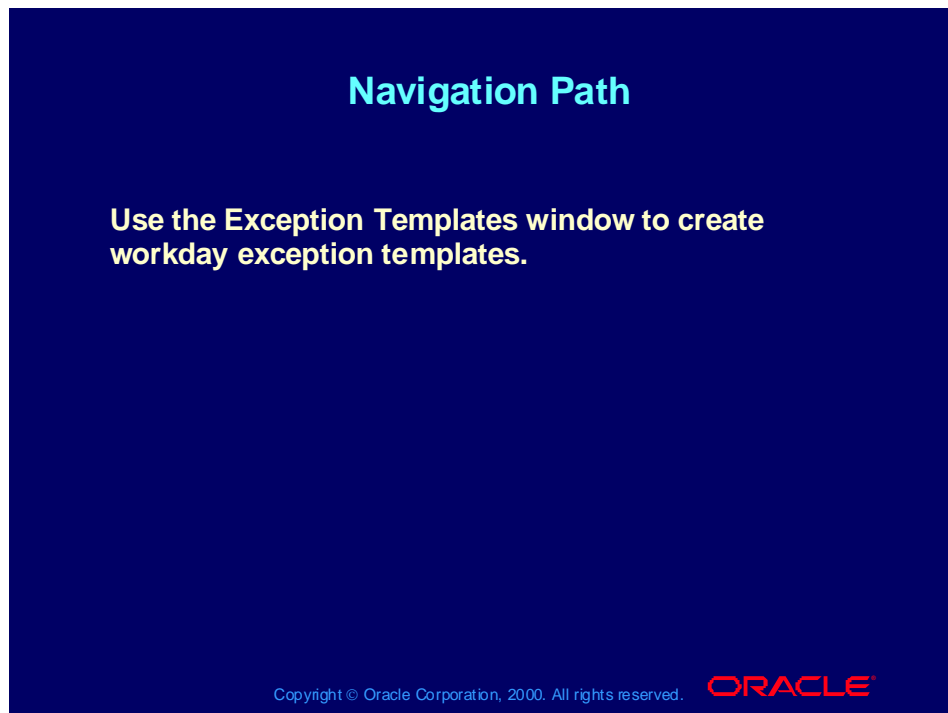 Navigation Path
Use the Exception Templates window to create
workday exception templates.
Copyright © Oracle Corporation, 2000. All rights reserved.
ORACLE®